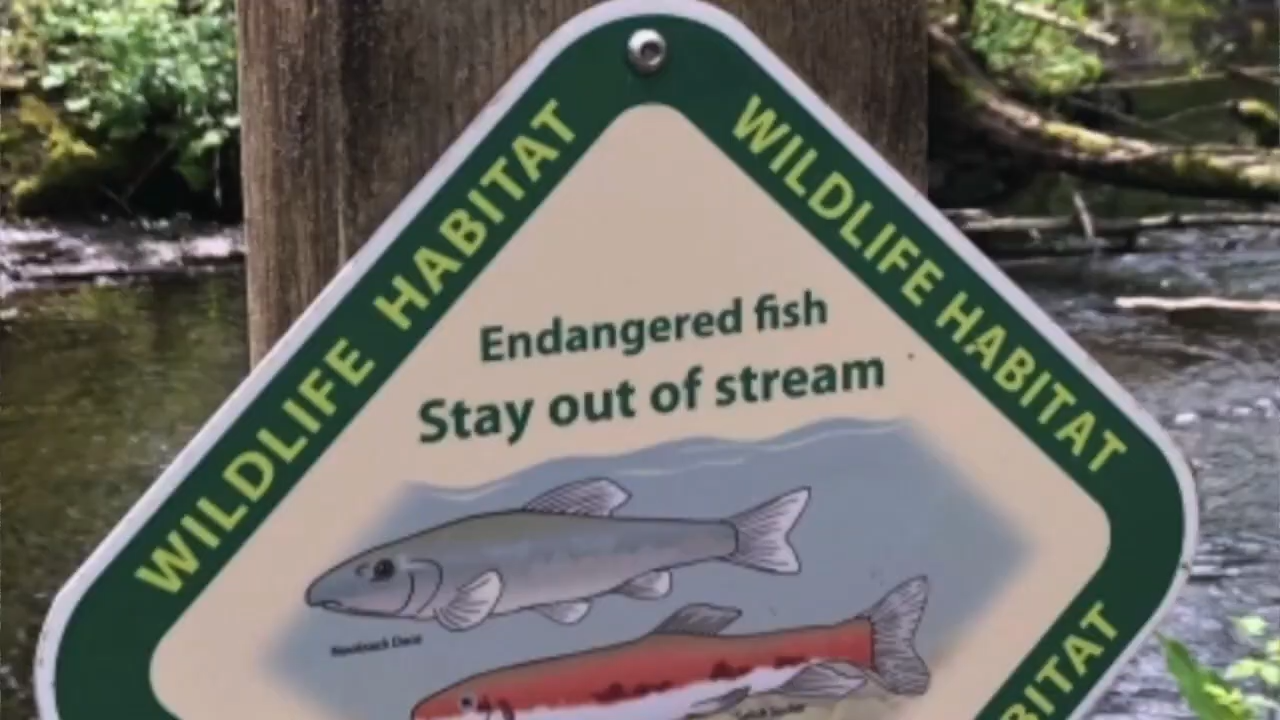 WILDLIFE HABITAT
WILDLIFE HABITAT
Endangered fish
Stay out of stream
BITAT